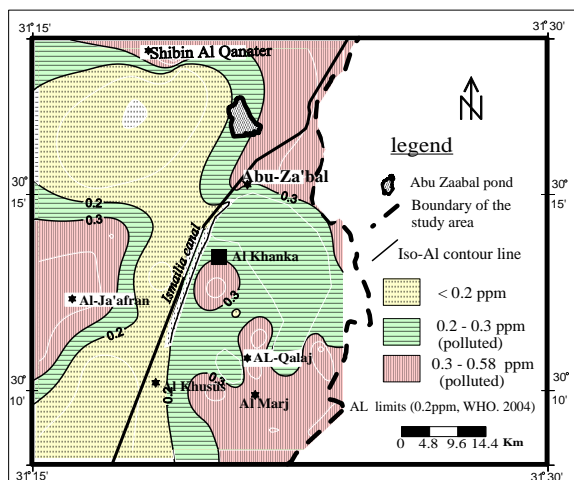 31° 15'
31° 30'
Shibin Al Qanater
N
legend
Abu-Za'bal
Abu Zaabal pond
30°
15'
30°
15'
0.3
Boundary of the
study area
0.2
0.3
Ismailia canal
Iso-Al contour line
Al Khanka
< 0.2 ppm
Al-Ja'afran
0.3
0.2 - 0.3 ppm
(polluted)
0.2
AL-Qalaj
0.3 - 0.58 ppm
(polluted)
0.3
Al Khusus
0.2
Al Marj
30°
10'
30°
10'
AL limits (0.2ppm, WHO. 2004)
0 4.8 9.6 14.4 Km
31° 15'
31° 30'